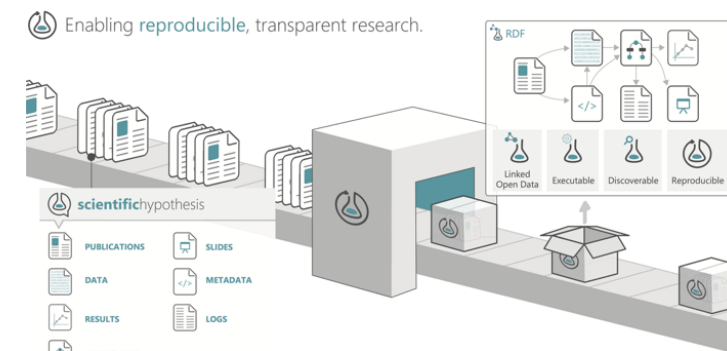 Enabling reproducible, transparent research.
RDF
</>
Linked
Open Data
Executable
Discoverable
Reproducible
scientifichypothesis
PUBLICATIONS
SLIDES
DATA
</>
METADATA
RESULTS
LOGS